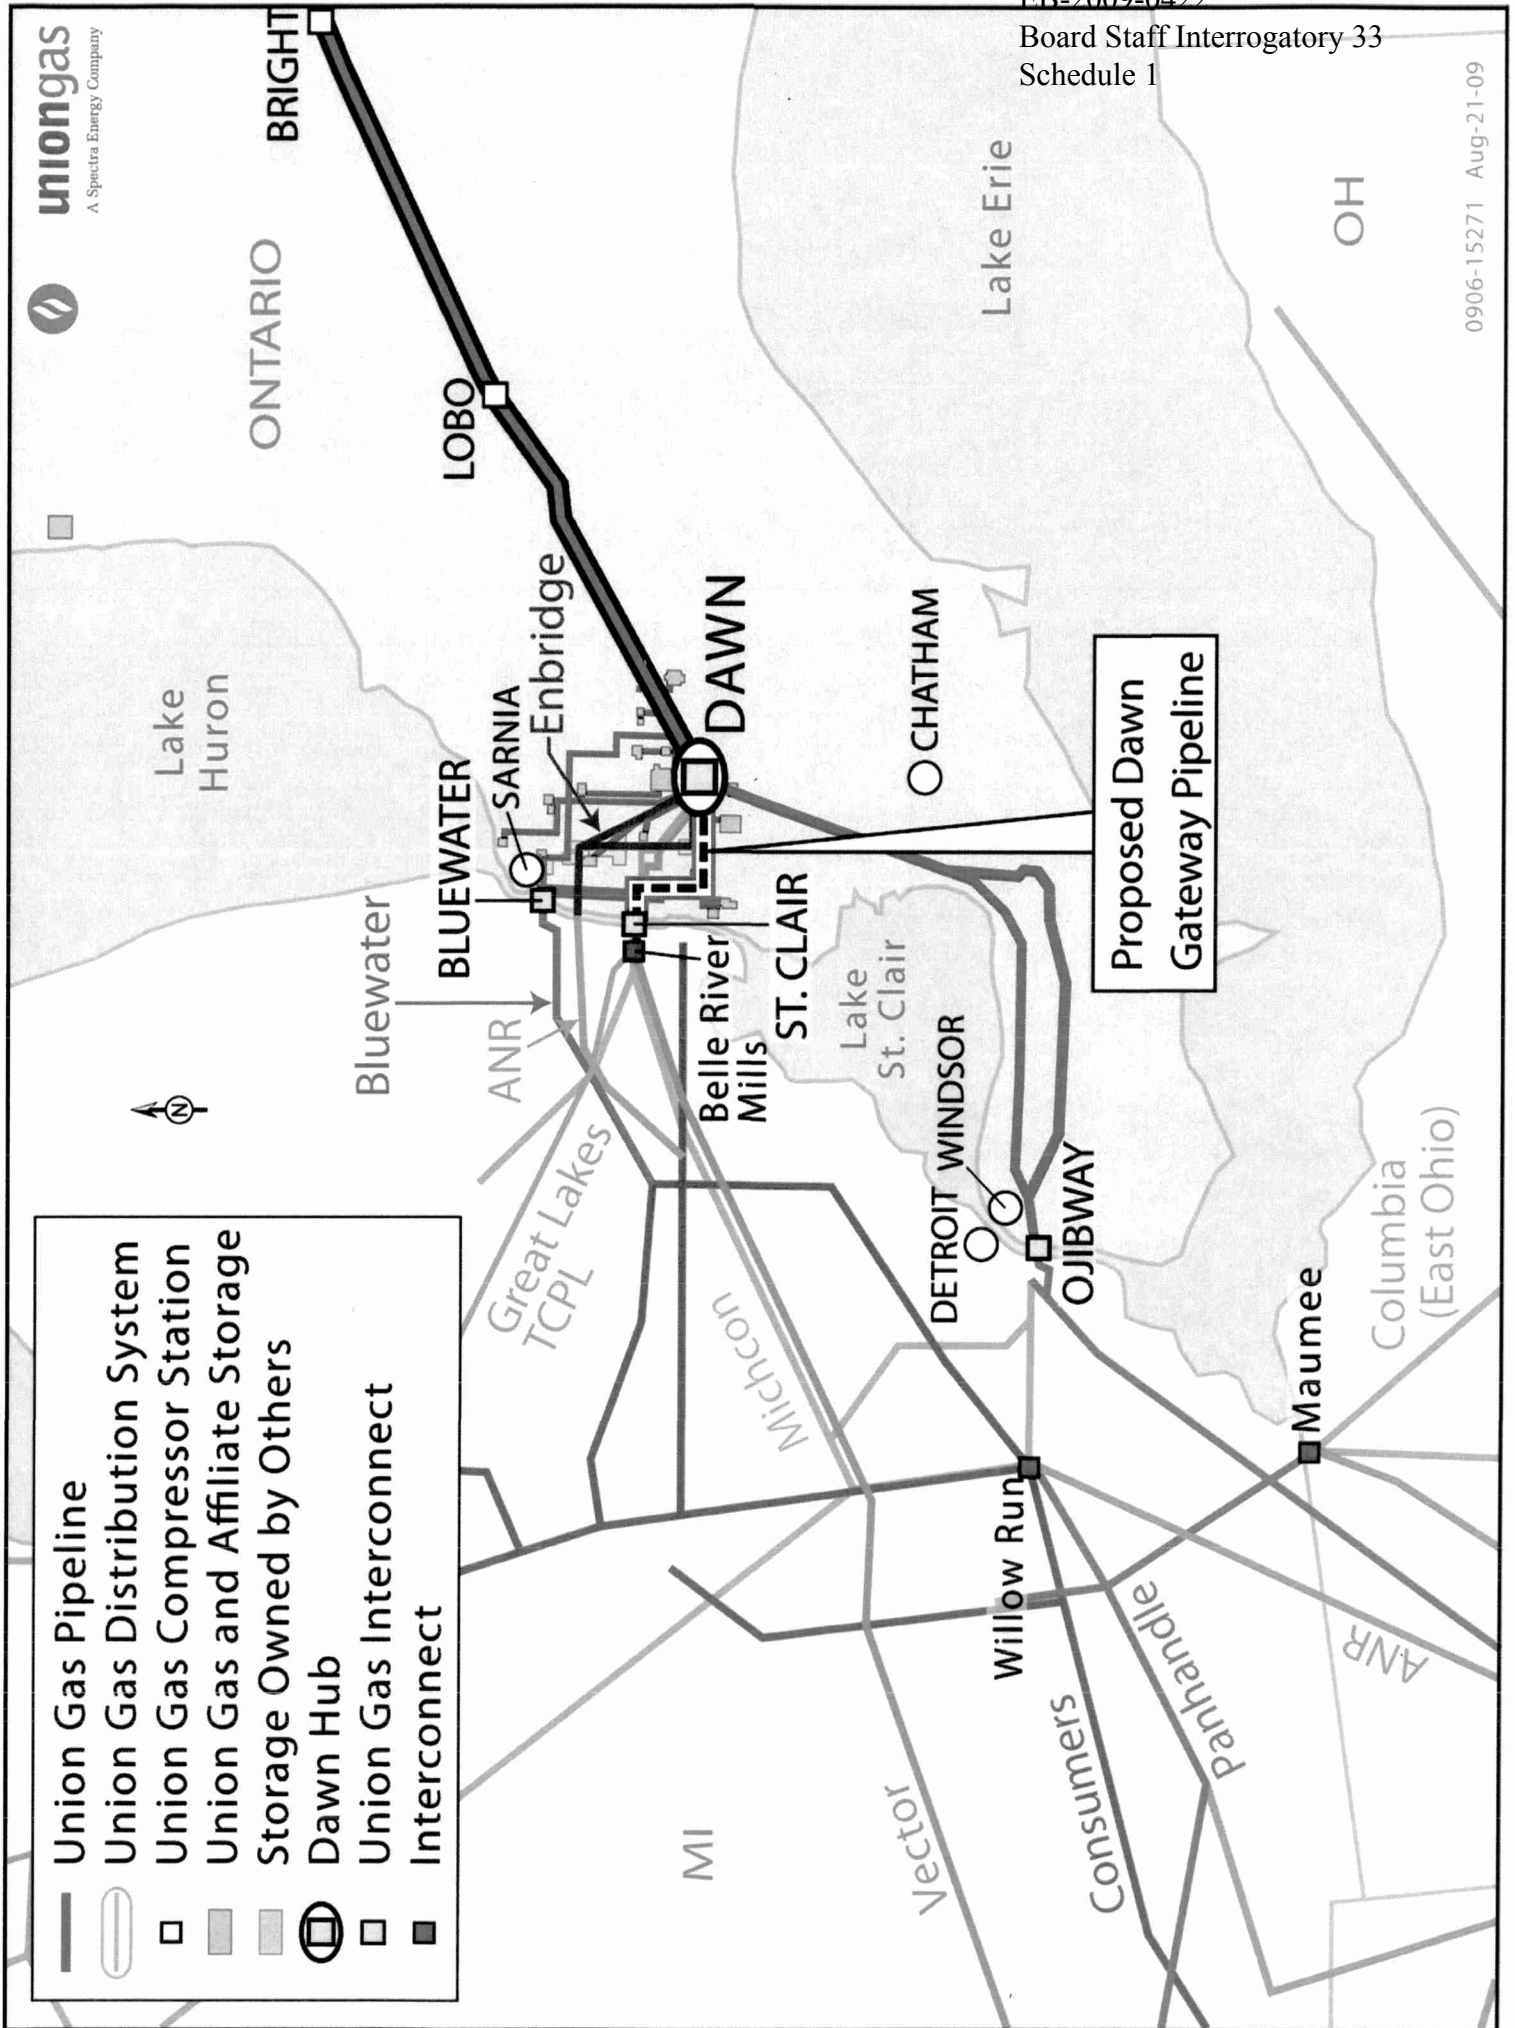 EB-2009-0422
Board Staff Interrogatory 33
Schedule 1
uniongas
A Spectra Energy Company
Union Gas Pipeline
Union Gas Distribution System
Union Gas Compressor Station
Union Gas and Affiliate Storage
Storage Owned by Others
Dawn Hub
Union Gas Interconnect
Interconnect
Lake
Huron
ONTARIO
BRIGHT
LOBO
Bluewater
BLUEWATER
SARNIA
Enbridge
ANR
Great Lakes
TCPL
Belle River
Mills
ST. CLAIR
DAWN
Michcon
MI
Lake
St. Clair
CHATHAM
DETROIT
WINDSOR
OJIBWAY
Lake Erie
Vector
Willow Run
Consumers
Panhandle
Proposed Dawn
Gateway Pipeline
Maumee
ANR
Columbia
(East Ohio)
OH
N
0906-15271 Aug-21-09